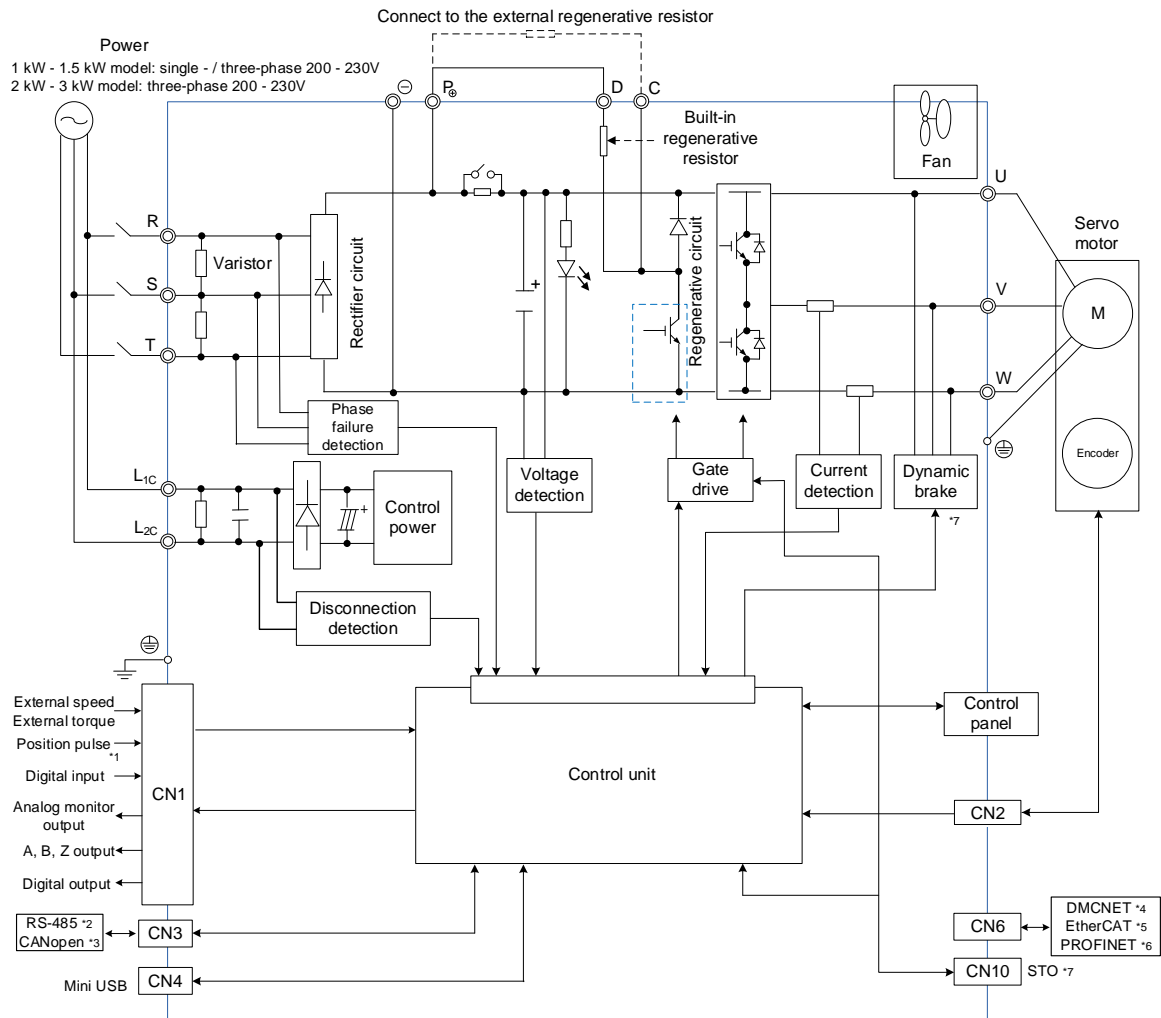 Connect to the external regenerative resistor
Power
1 kW - 1.5 kW model: single - / three-phase 200 - 230V
2 kW - 3 kW model: three-phase 200 - 230V
P⊕
D
C
Built-in
regenerative
resistor
Fan
U
Servo
motor
R
Varistor
Rectifier circuit
Regenerative circuit
S
V
M
T
W
Phase
failure
detection
Encoder
L1C
Voltage
detection
Gate
drive
Current
detection
Dynamic
brake
*7
Control
power
L2C
Disconnection
detection
External speed
External torque
Position pulse
*1
Digital input
Analog monitor
output
A, B, Z output
Digital output
CN1
Control unit
Control
panel
CN2
RS-485 *2
CANopen *3
CN3
CN6
DMCNET *4
EtherCAT *5
PROFINET *6
Mini USB
CN4
CN10
STO *7